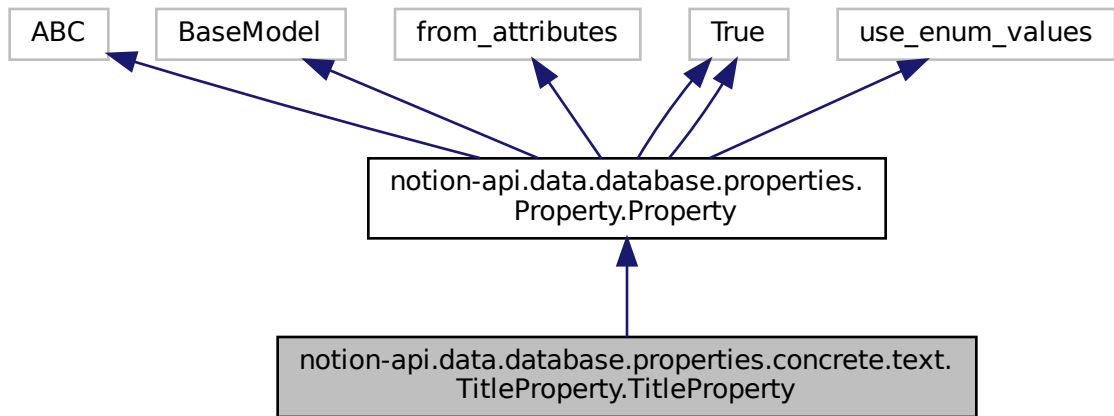 ABC
BaseModel
from_attributes
True
use_enum_values
notion-api.data.database.properties.
Property.Property
notion-api.data.database.properties.concrete.text.
TitleProperty.TitleProperty